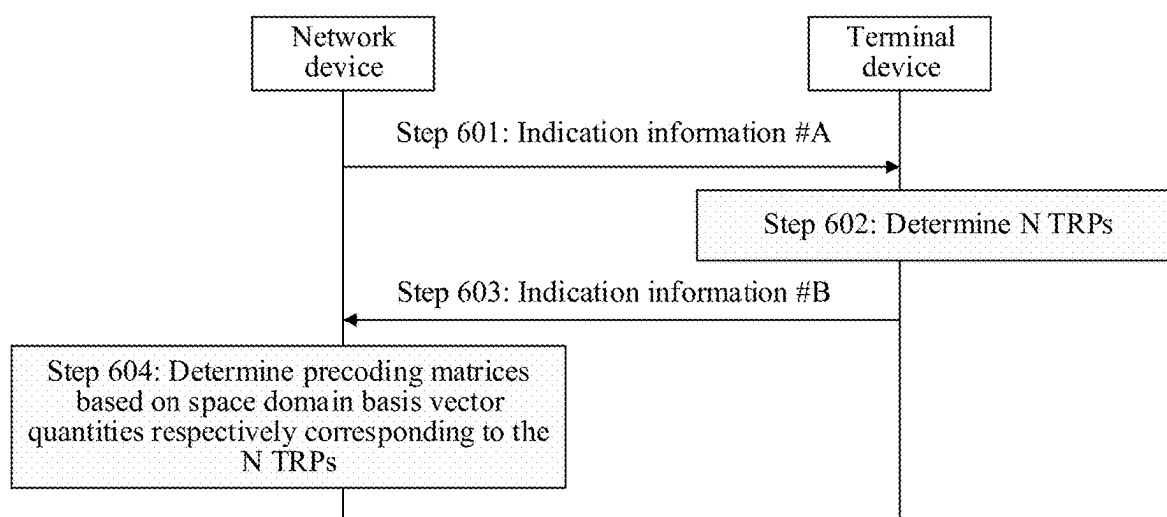 Network
device
Terminal
device
Step 601: Indication information #A
Step 602: Determine N TRPs
Step 603: Indication information #B
Step 604: Determine precoding matrices
based on space domain basis vector
quantities respectively corresponding to the
N TRPs